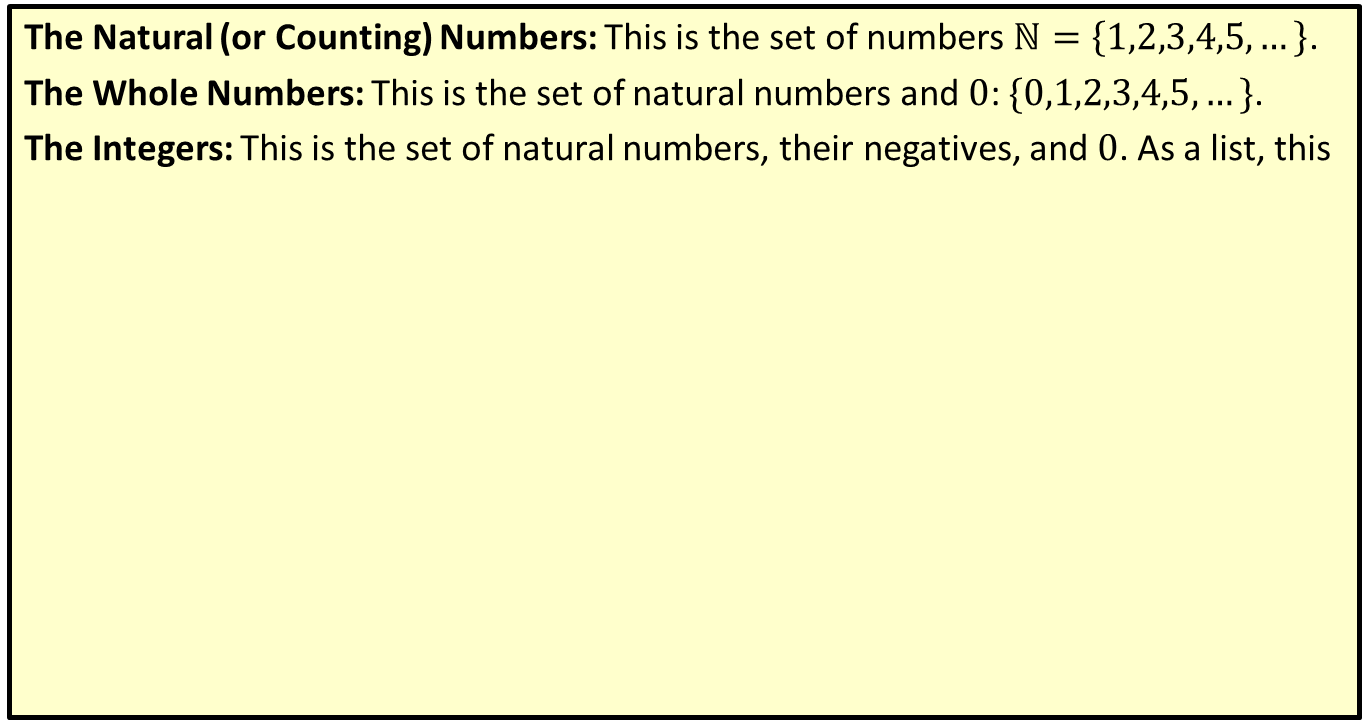 The Natural (or Counting) Numbers: This is the set of numbers ℕ = {1,2,3,4,5, … }.
The Whole Numbers: This is the set of natural numbers and 0: {0,1,2,3,4,5, … }.
The Integers: This is the set of natural numbers, their negatives, and 0. As a list, this